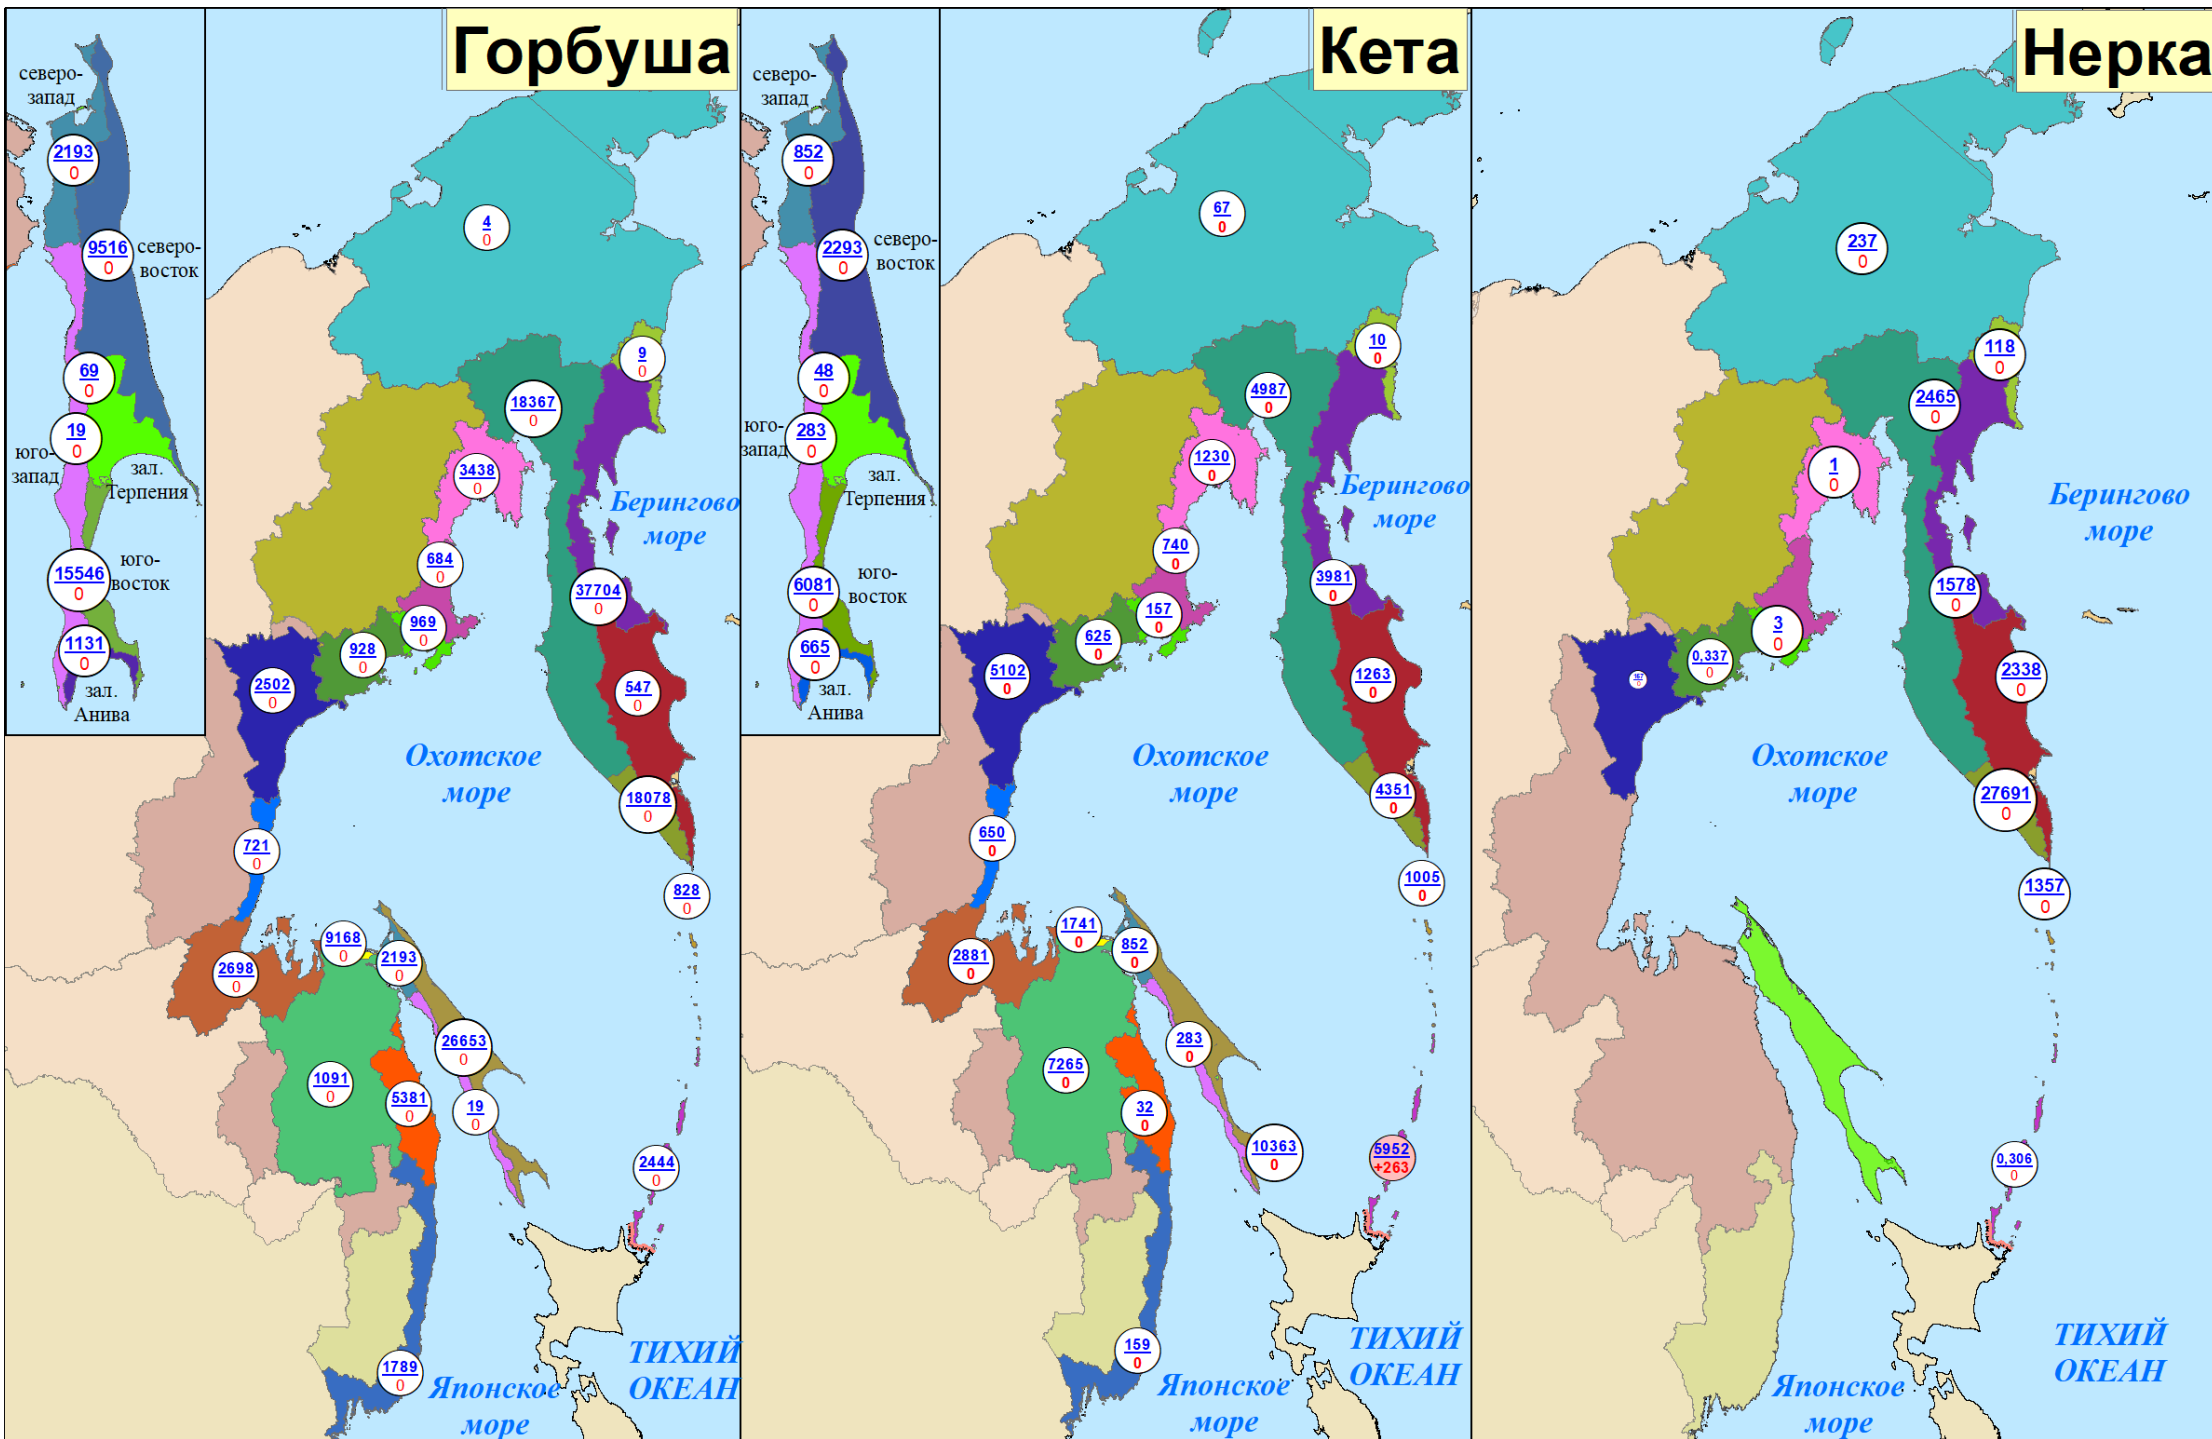 Горбуша
северо-
запад
2193
0
9516
0
северо-
восток
69
0
19
0
юго-
запад
зал.
Терпения
15546
0
юго-
восток
1131
0
зал.
Анива
4
0
9
0
18367
0
3438
0
Берингово
море
684
0
37704
0
969
0
928
0
2502
0
547
0
Охотское
море
18078
0
721
0
828
0
9168
0
2193
0
2698
0
26653
0
1091
0
5381
0
19
0
2444
0
1789
0
ТИХИЙ
ОКЕАН
Японское
море
Кета
северо-
запад
852
0
2293
0
северо-
восток
48
0
283
0
юго-
запад
зал.
Терпения
6081
0
юго-
восток
665
0
зал.
Анива
67
0
10
0
4987
0
1230
0
Берингово
море
740
0
3981
0
157
0
625
0
5102
0
1263
0
Охотское
море
4351
0
650
0
1005
0
1741
0
852
0
2881
0
283
0
7265
0
32
0
10363
0
5952
+263
159
0
ТИХИЙ
ОКЕАН
Японское
море
Нерка
237
0
118
0
2465
0
1
0
Берингово
море
1578
0
3
0
0,337
0
167
0
2338
0
Охотское
море
27691
0
1357
0
0,306
0
ТИХИЙ
ОКЕАН
Японское
море